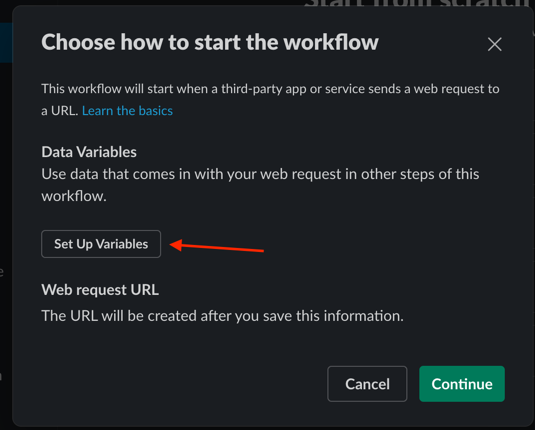 Start from scratch
Choose how to start the workflow
This workflow will start when a third-party app or service sends a web request to
a URL. Learn the basics
Data Variables
Use data that comes in with your web request in other steps of this
workflow.
Set Up Variables
Web request URL
The URL will be created after you save this information.
Cancel Continue